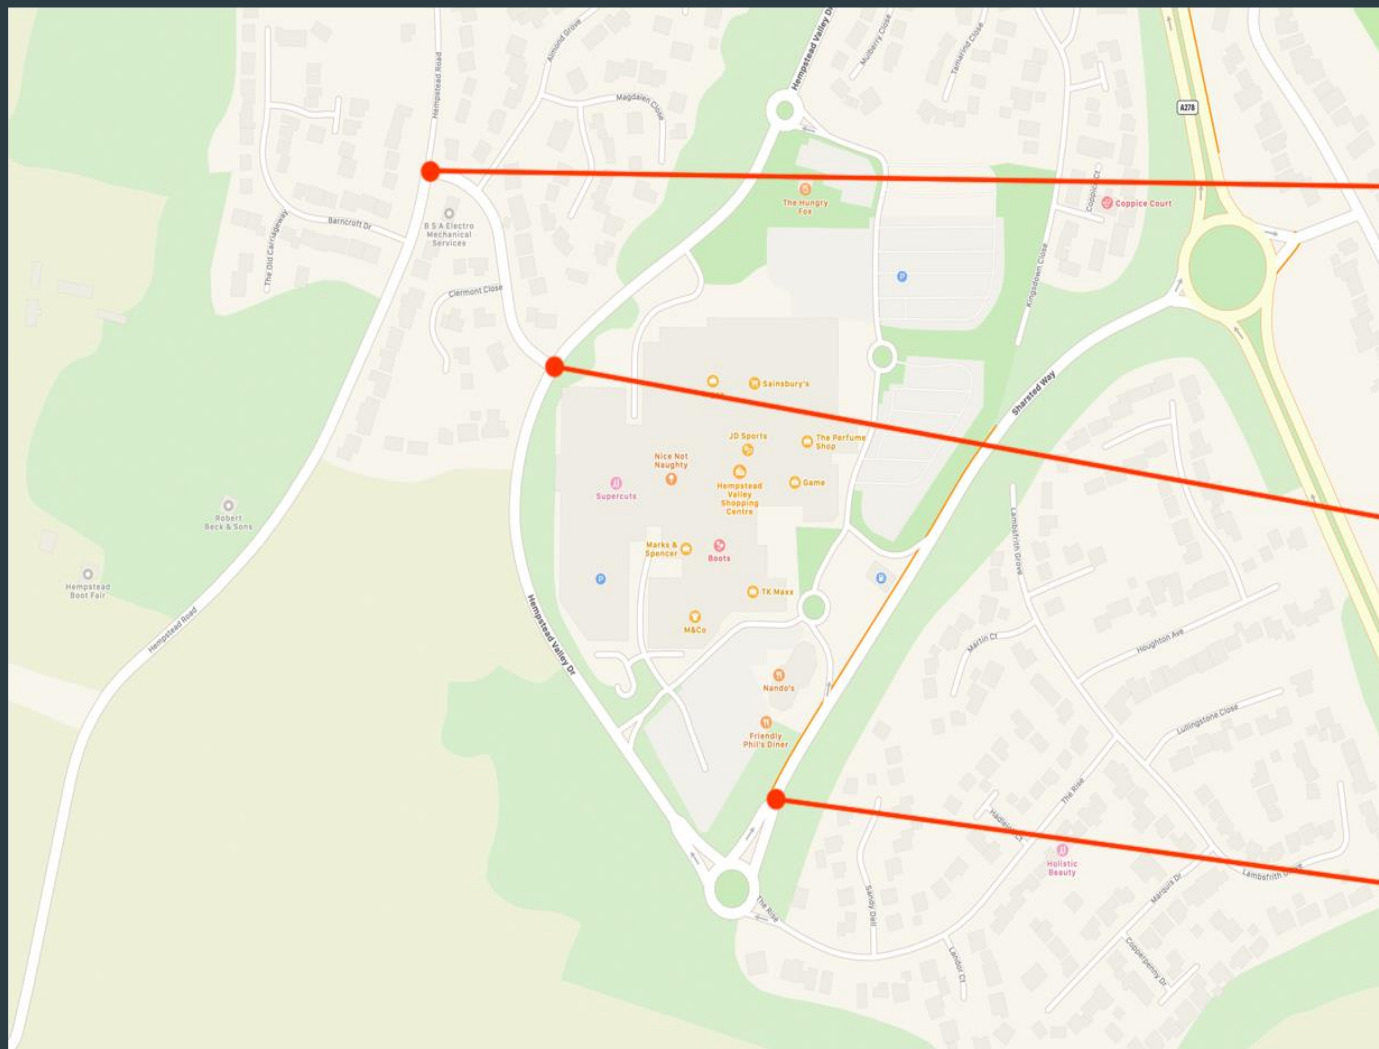 Hempstead Valley Dr
Mulberry Close
Tamarind Close
Almond Grove
Hempstead Road
Magdalen Close
A278
The Hungry
Fox
Coppice Ct
Coppice Court
B S A Electro
Mechanical
Services
Barncroft Dr
The Old Carriageway
Kingsdown Close
P
Clermont Close
Sainsbury's
Sharsted Way
JD Sports
The Perfume
Shop
Nice Not
Naughty
Supercuts
Hempstead
Valley
Shopping
Centre
Game
Robert
Beck & Sons
Lambsfrith Grove
Marks &
Spencer
Boots
Hempstead
Boot Fair
P
TK Maxx
M&Co
Hempstead Road
Hempstead Valley Dr
Martin Ct
Houghton Ave
Nando's
Lullingstone Close
Friendly
Phil's Diner
The Rise
Hadleigh Ct
Holistic
Beauty
Lambsfrith Grove
Marquis Dr
Sandy Dell
The Rise
Landor Ct
Copperpenny Dr